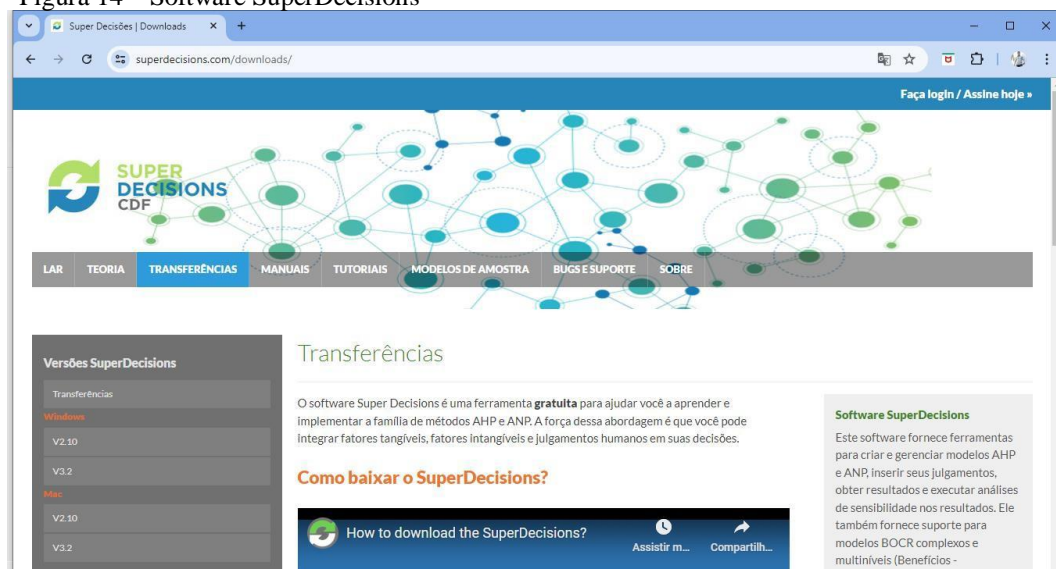 Figura 14 – Software SuperDecisions
Super Decisões | Downloads
superdecisions.com/downloads/
Faça login / Assine hoje »
SUPER
DECISIONS
CDF
LAR TEORIA TRANSFERÊNCIAS MANUAIS TUTORIAIS MODELOS DE AMOSTRA BUGS E SUPORTE SOBRE
Versões SuperDecisions
Transferências
Windows
V2.10
V3.2
Mac
V2.10
V3.2
Transferências
O software Super Decisions é uma ferramenta gratuita para ajudar você a aprender e
implementar a família de métodos AHP e ANP. A força dessa abordagem é que você pode
integrar fatores tangíveis, fatores intangíveis e julgamentos humanos em suas decisões.
Como baixar o SuperDecisions?
How to download the SuperDecisions?
Assistir m... Compartilh...
Software SuperDecisions
Este software fornece ferramentas
para criar e gerenciar modelos AHP
e ANP, inserir seus julgamentos,
obter resultados e executar análises
de sensibilidade nos resultados. Ele
também fornece suporte para
modelos BOCR complexos e
multiníveis (Benefícios -